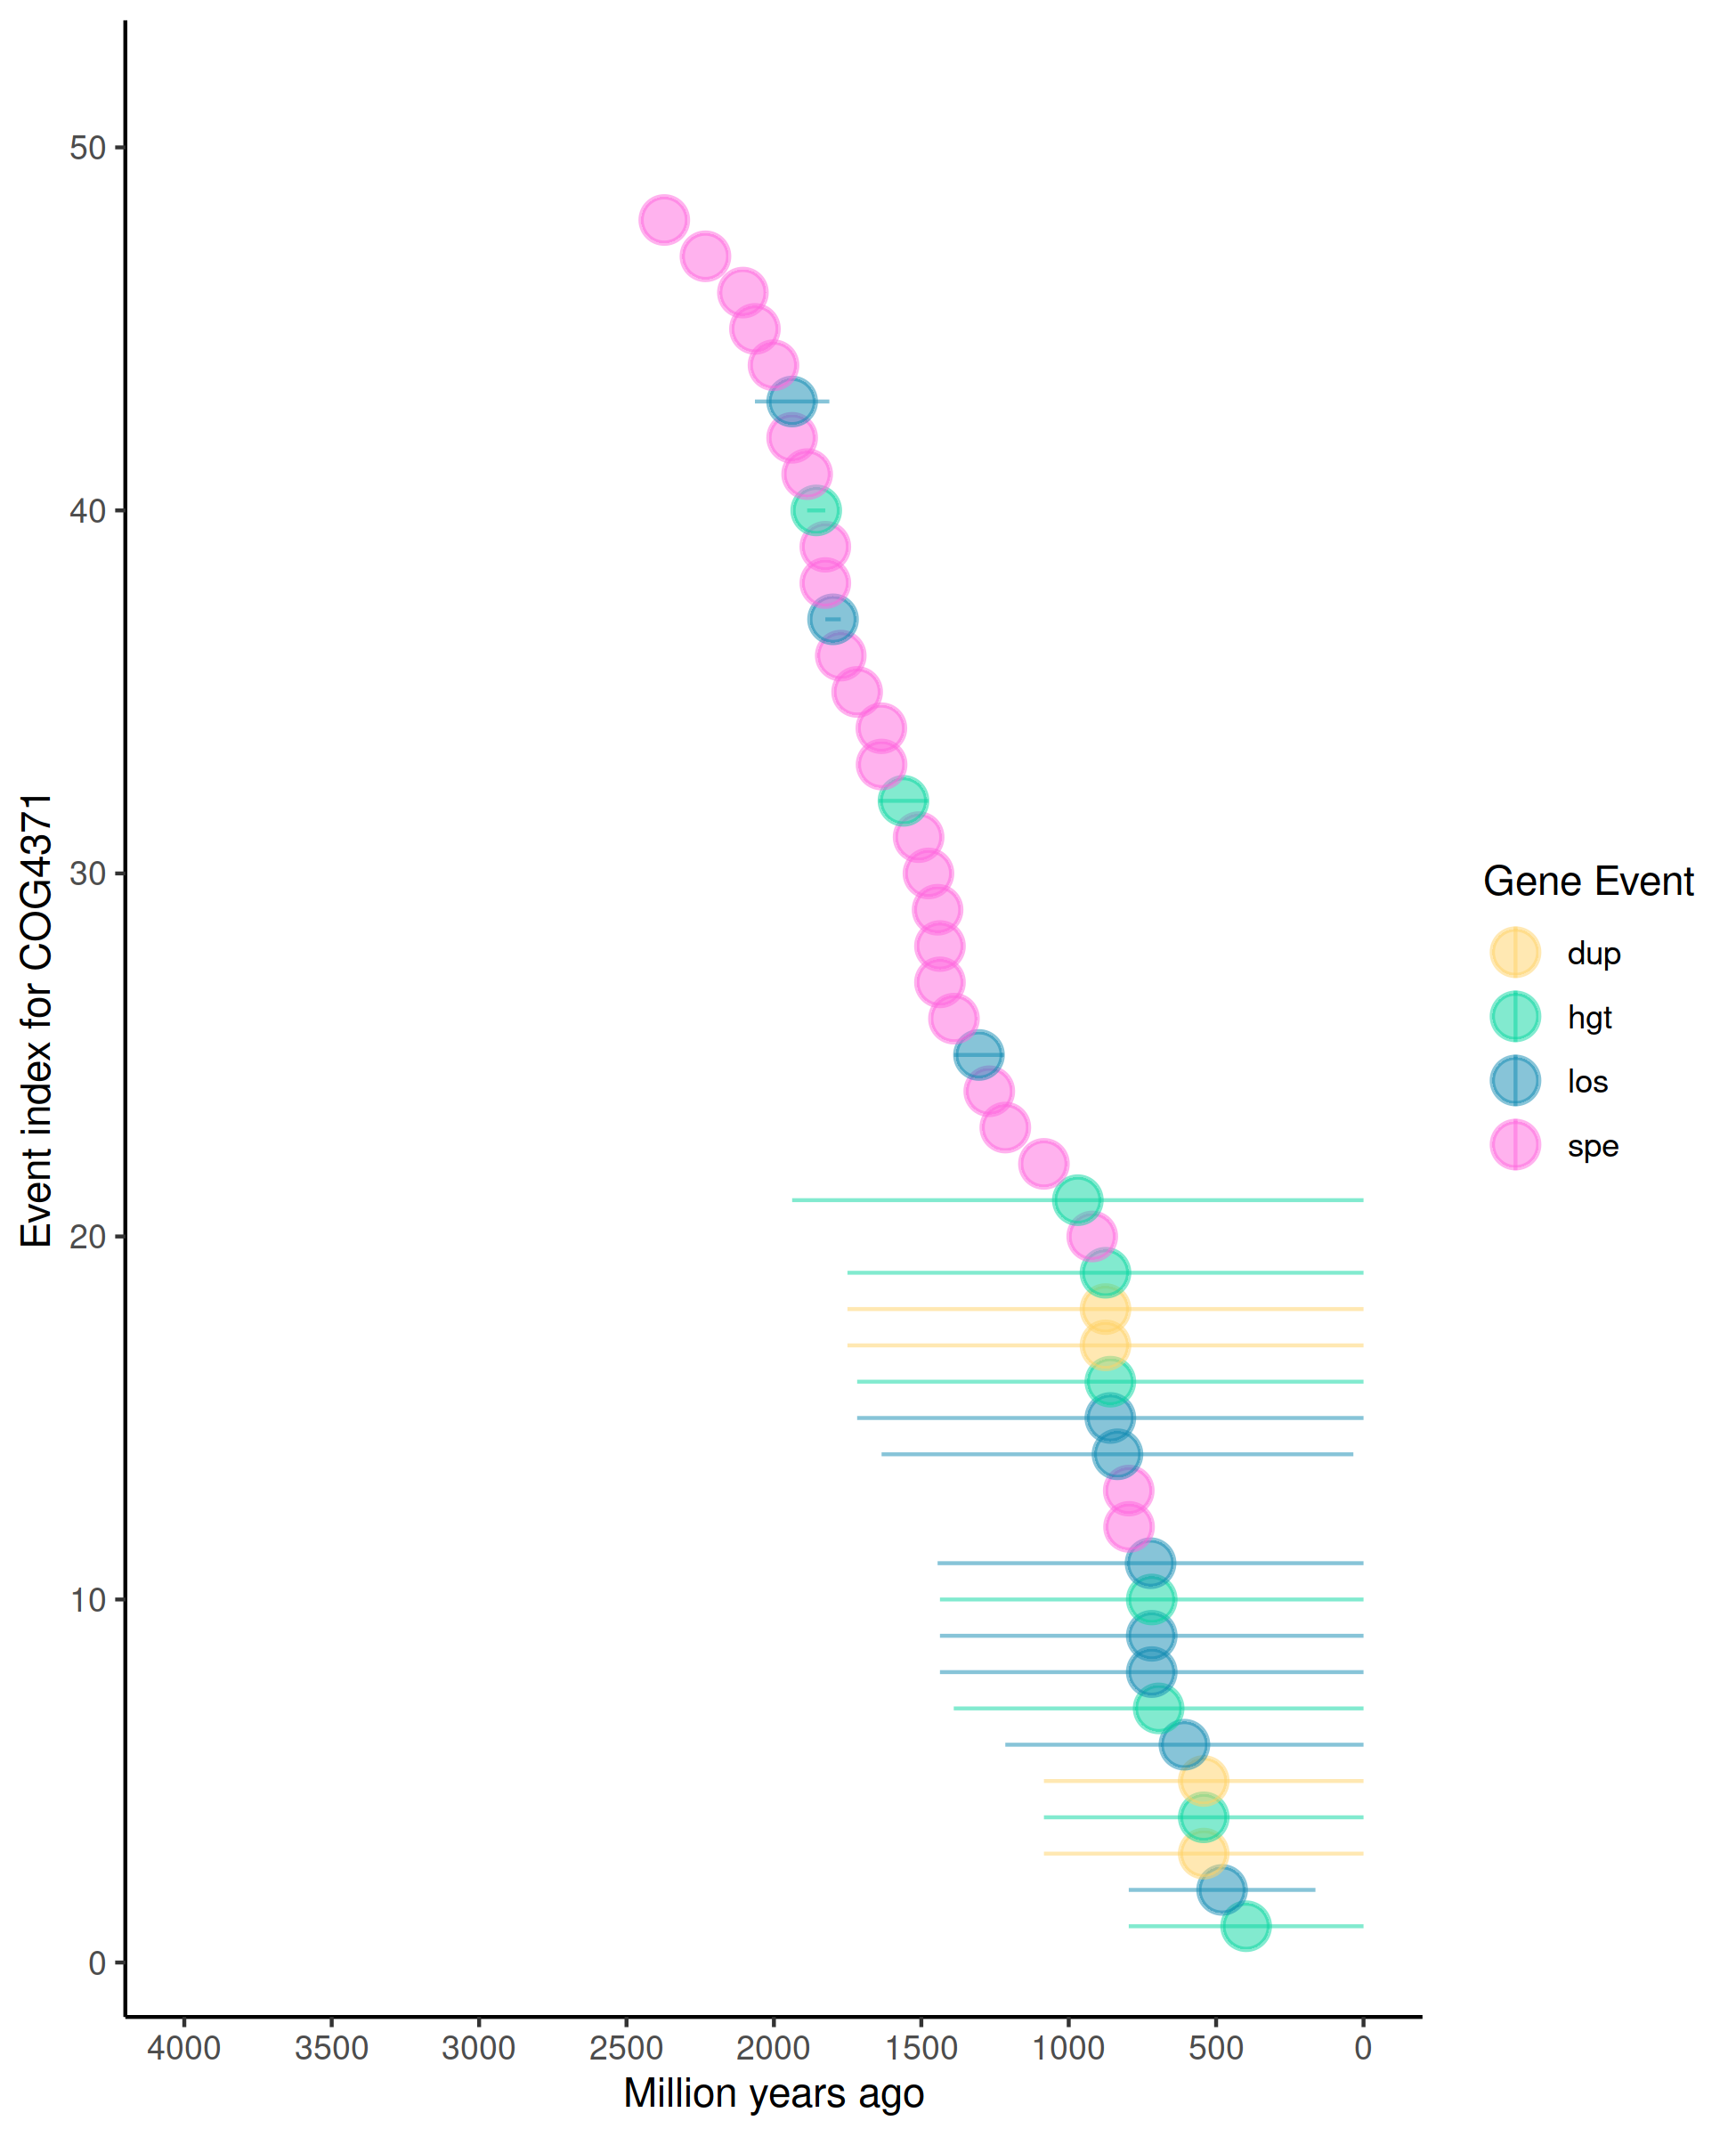 Event index for COG4371
50
40
30
20
10
0
4000 3500 3000 2500 2000 1500 1000 500 0
Million years ago
Gene Event
dup
hgt
los
spe